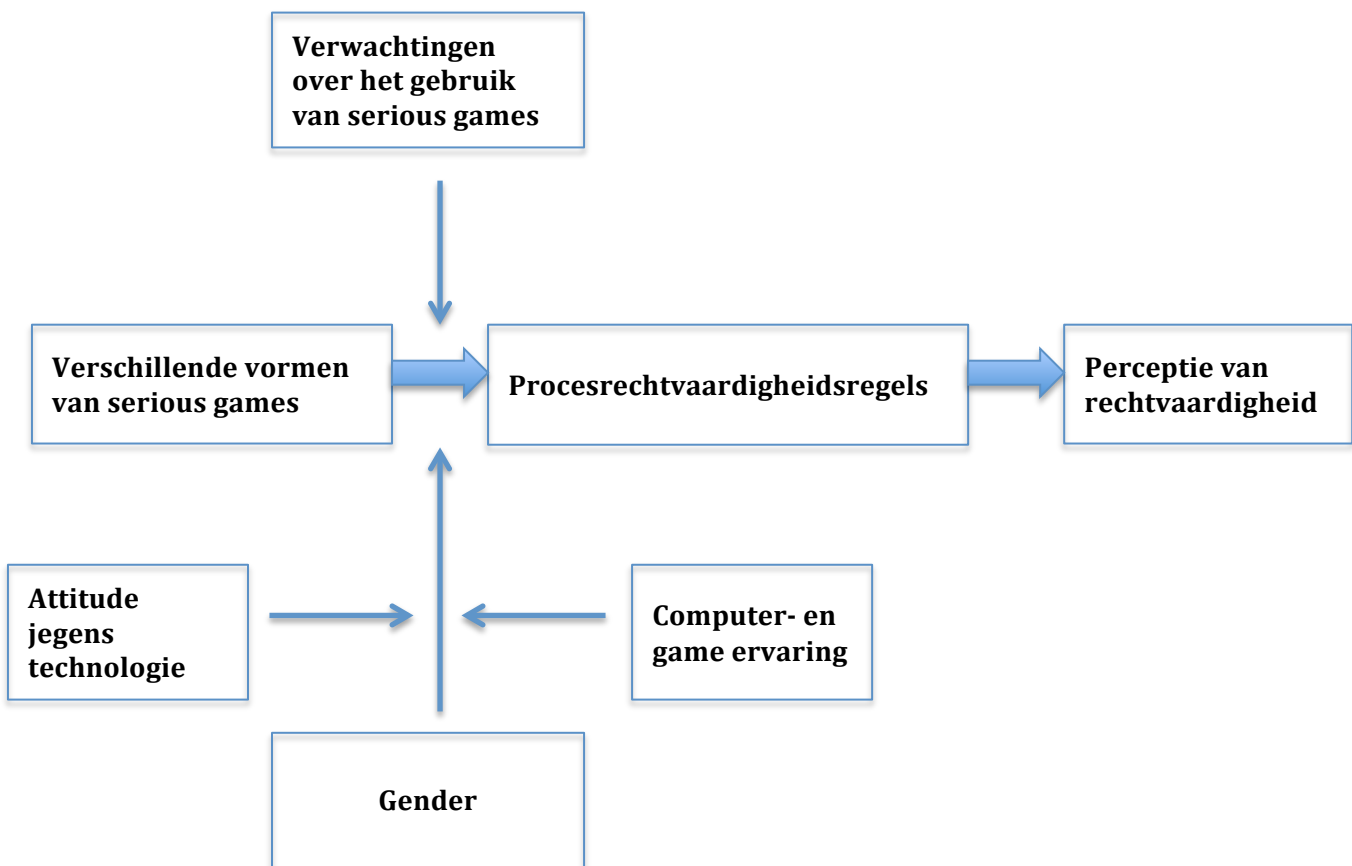 Verwachtingen
over het gebruik
van serious games
Verschillende vormen
van serious games
Procesrechtvaardigheidsregels
Perceptie van
rechtvaardigheid
Attitude
jegens
technologie
Computer- en
game ervaring
Gender